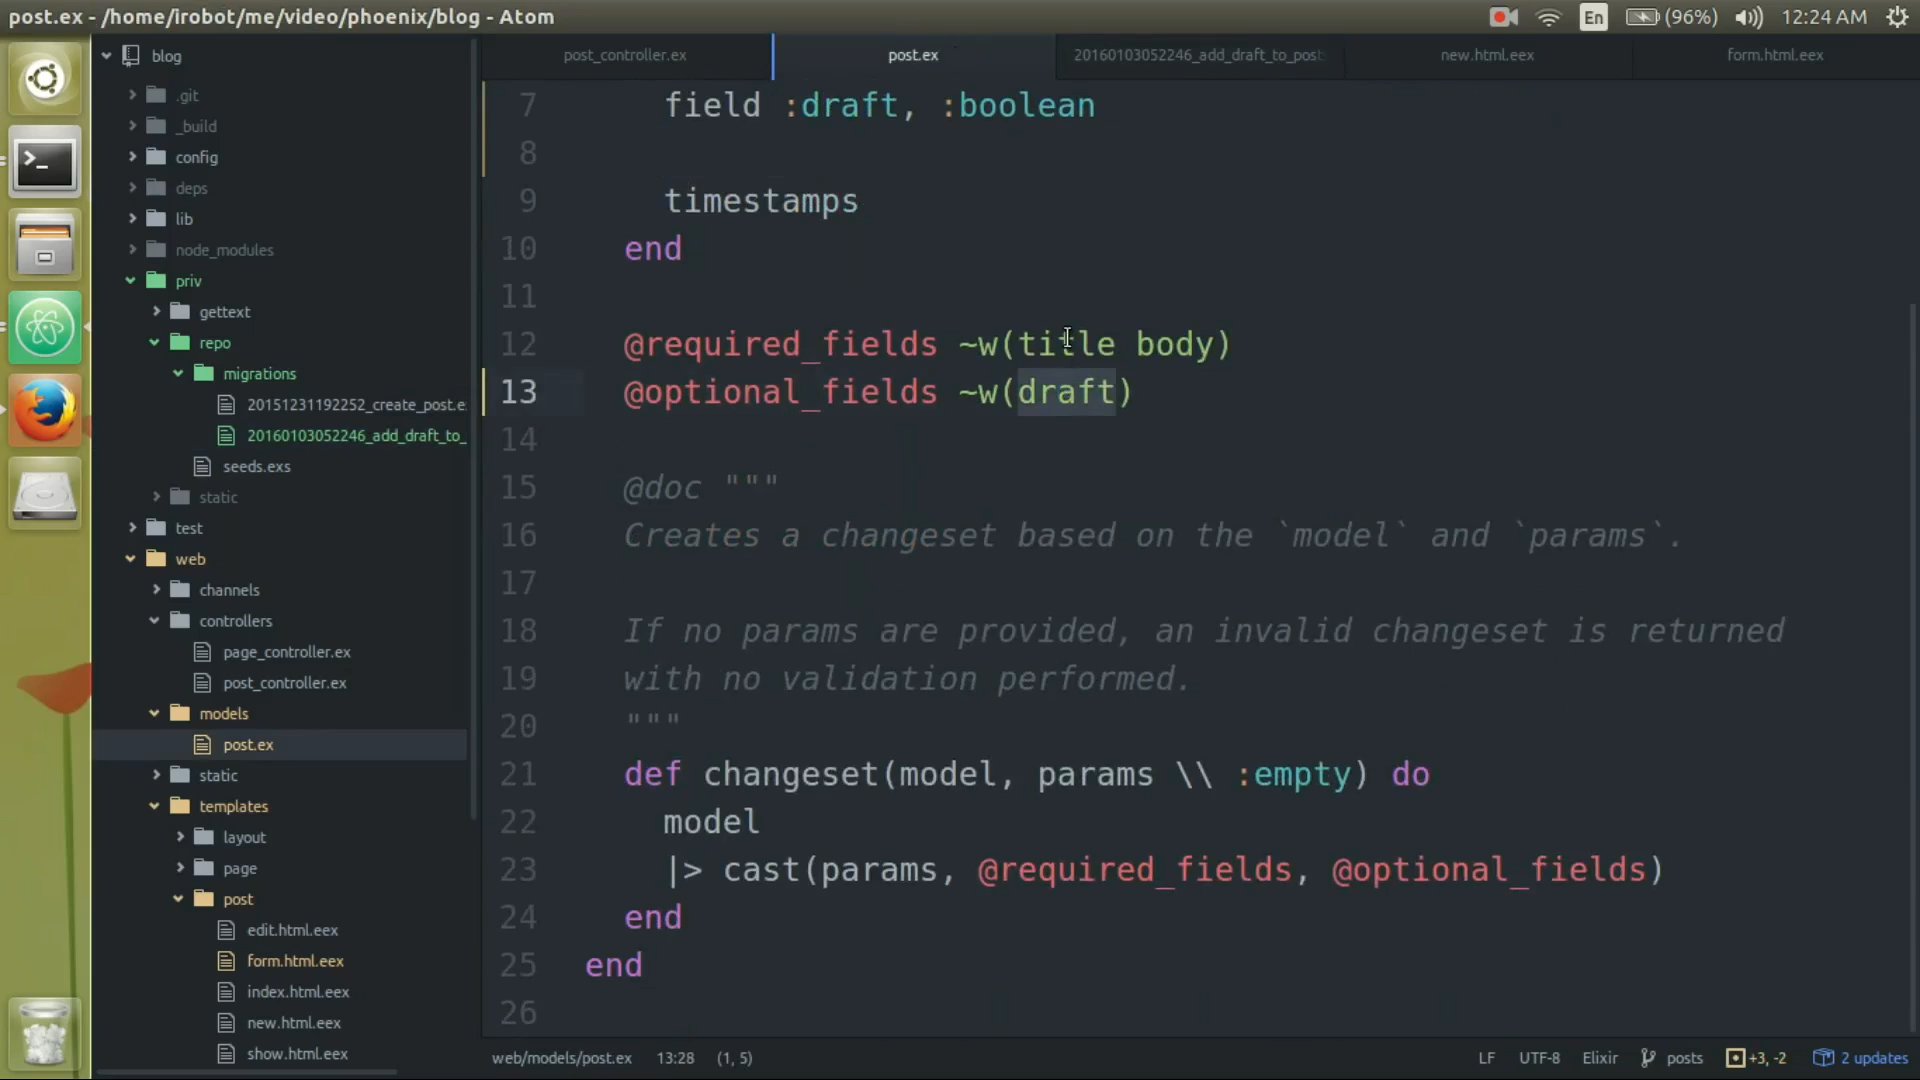 post.ex - /home/irobot/me/video/phoenix/blog - Atom
En
(96%)
12:24 AM
blog
.git
_build
config
deps
lib
node_modules
priv
gettext
repo
migrations
20151231192252_create_post.e
20160103052246_add_draft_to_
seeds.exs
static
test
web
channels
controllers
page_controller.ex
post_controller.ex
models
post.ex
static
templates
layout
page
post
edit.html.eex
form.html.eex
index.html.eex
new.html.eex
show.html.eex
post_controller.ex
post.ex
20160103052246_add_draft_to_post
new.html.eex
form.html.eex
7 field :draft, :boolean
8
9 timestamps
10 end
11
12 @required_fields ~w(title body)
13 @optional_fields ~w(draft)
14
15 @doc """
16 Creates a changeset based on the `model` and `params`.
17
18 If no params are provided, an invalid changeset is returned
19 with no validation performed.
20 """
21 def changeset(model, params \\ :empty) do
22 model
23 |> cast(params, @required_fields, @optional_fields)
24 end
25 end
26
web/models/post.ex 13:28 (1, 5)
LF UTF-8 Elixir posts +3, -2 2 updates